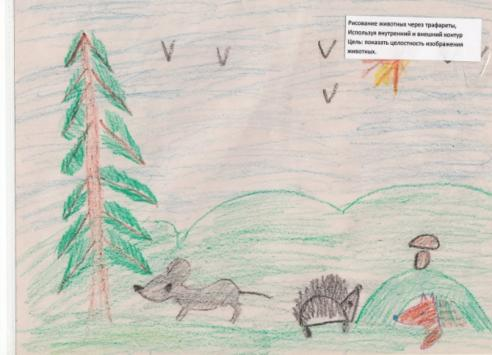 Рисование животных через трафареты,
Используя внутренний и внешний контур
Цель: показать целостность изображения
животных.